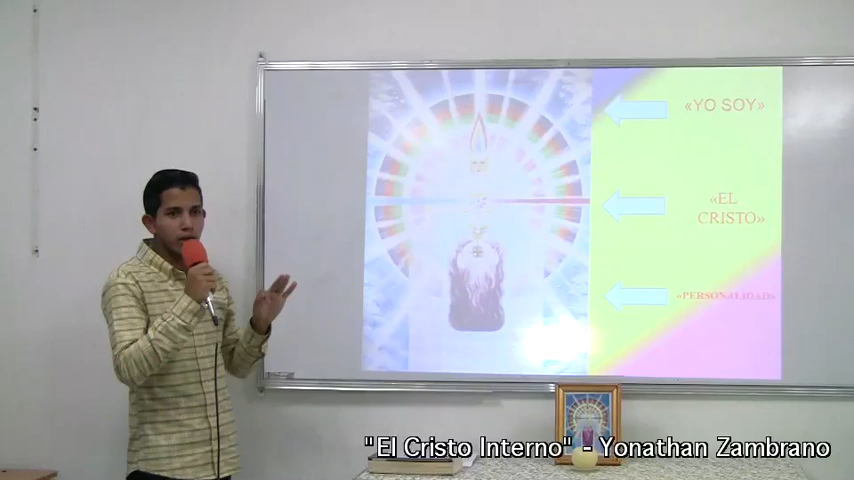 «YO SOY»
«EL
CRISTO»
«PERSONALIDAD»
"El Cristo Interno" - Yonathan Zambrano